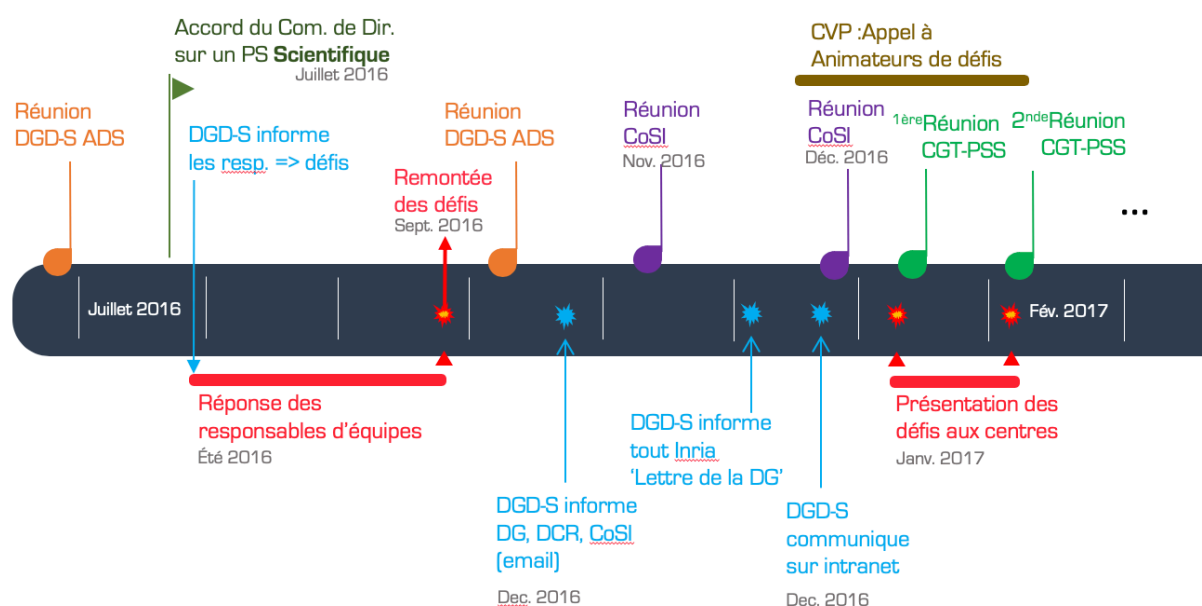 Accord du Com. de Dir.
sur un PS Scientifique
Juillet 2016
CVP :Appel à
Animateurs de défis
Réunion
DGD-S ADS
DGD-S informe
les resp. => défis
Remontée
des défis
Sept. 2016
Réunion
DGD-S ADS
Réunion
CoSI
Nov. 2016
Réunion
CoSI
Déc. 2016
1èreRéunion
CGT-PSS
2ndeRéunion
CGT-PSS
...
Juillet 2016
Fév. 2017
Réponse des
responsables d'équipes
Été 2016
DGD-S informe
DG, DCR, CoSI
(email)
Dec. 2016
DGD-S informe
tout Inria
'Lettre de la DG'
DGD-S
communique
sur intranet
Dec. 2016
Présentation des
défis aux centres
Janv. 2017